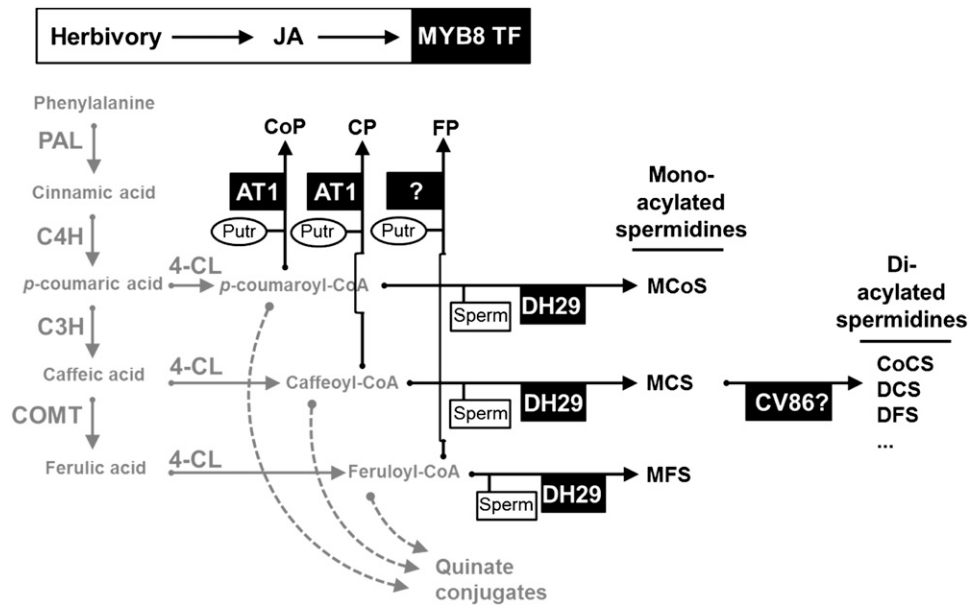 Herbivory JA MYB8 TF
Phenylalanine
PAL
Cinnamic acid
C4H
p-coumaric acid
C3H
Caffeic acid
COMT
Ferulic acid
4-CL
4-CL
4-CL
p-coumaroyl-CoA
Caffeoyl-CoA
Feruloyl-CoA
CoP CP FP
AT1 AT1 ?
Putr Putr Putr
Sperm DH29 MCoS
Sperm DH29 MCS
Sperm DH29 MFS
Mono-
acylated
spermidines
CV86?
Di-
acylated
spermidines
CoCS
DCS
DFS
...
Quinate
conjugates